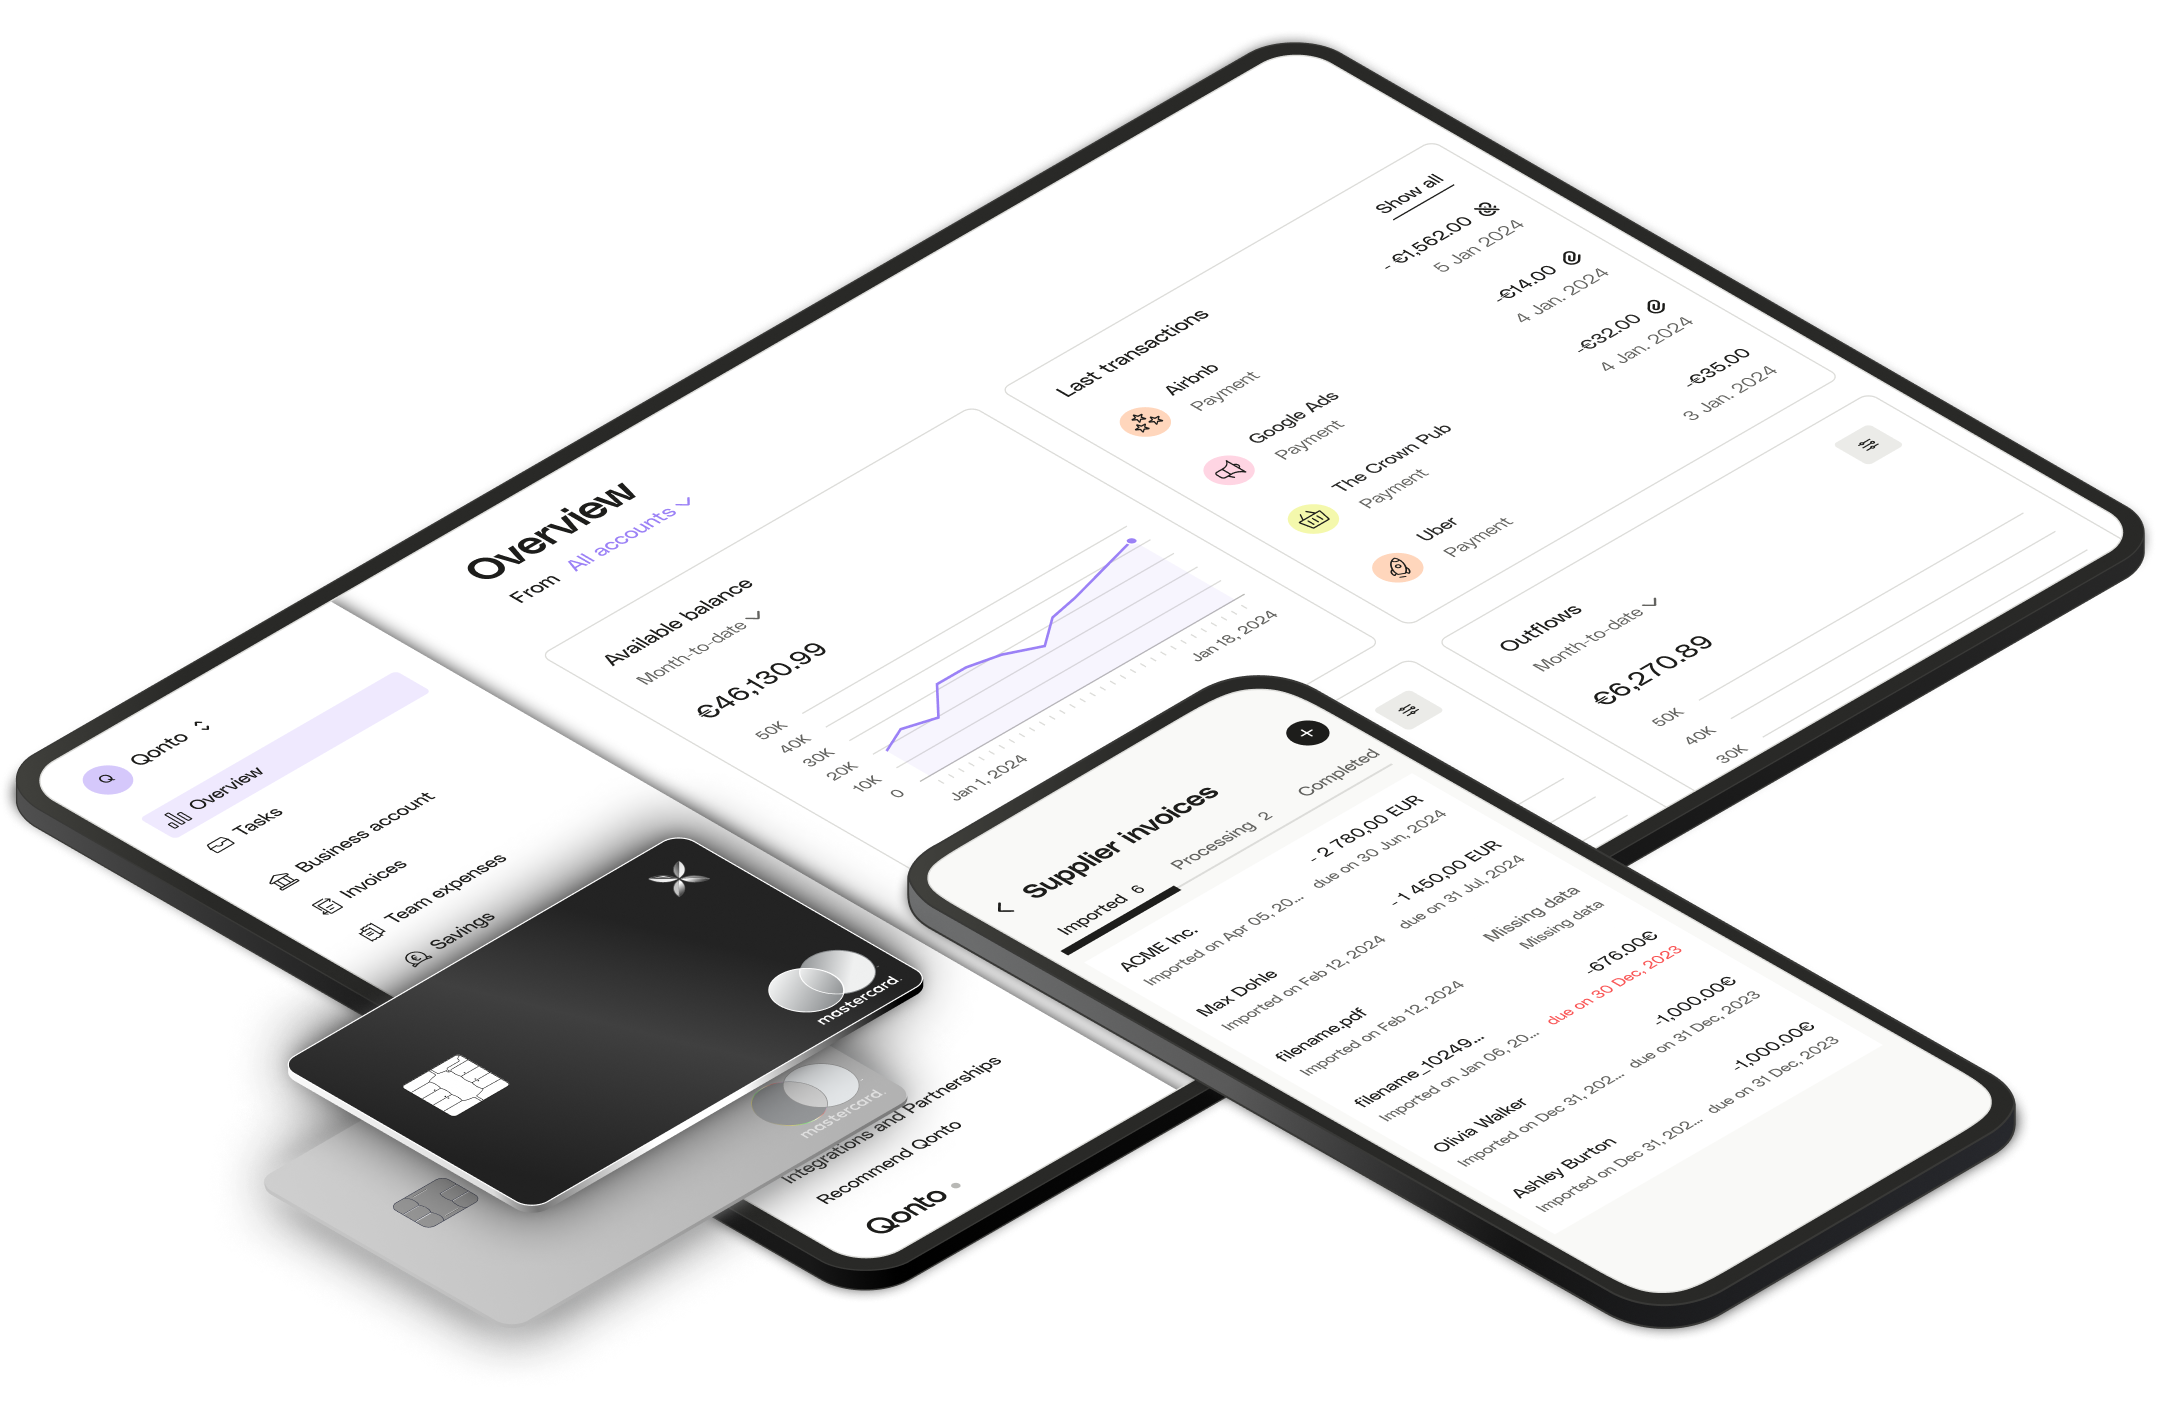 Q
Qonto
Overview
Tasks
Business account
Invoices
Team expenses
Savings
Integrations and Partnerships
Recommend Qonto
Qonto
Overview
From All accounts
Available balance
Month-to-date
€46,130.99
50K
40K
30K
20K
10K
0
Jan 1, 2024
Jan 18, 2024
Last transactions
Show all
Airbnb
Payment
- €1,562.00
5 Jan 2024
Google Ads
Payment
-€14.00
4 Jan. 2024
The Crown Pub
Payment
-€32.00
4 Jan. 2024
Uber
Payment
-€35.00
3 Jan. 2024
Outflows
Month-to-date
€6,270.89
50K
40K
30K
Supplier invoices
Imported 6
Processing 2
Completed
ACME Inc.
- 2 780,00 EUR
Imported on Apr 05, 20...
due on 30 Jun, 2024
Max Dohle
- 1 450,00 EUR
Imported on Feb 12, 2024
due on 31 Jul, 2024
filename.pdf
Missing data
Imported on Feb 12, 2024
Missing data
filename_10249...
-676.00€
Imported on Jan 06, 20...
due on 30 Dec, 2023
Olivia Walker
-1,000.00€
Imported on Dec 31, 202...
due on 31 Dec, 2023
Ashley Burton
-1,000.00€
Imported on Dec 31, 202...
due on 31 Dec, 2023
mastercard.
mastercard.